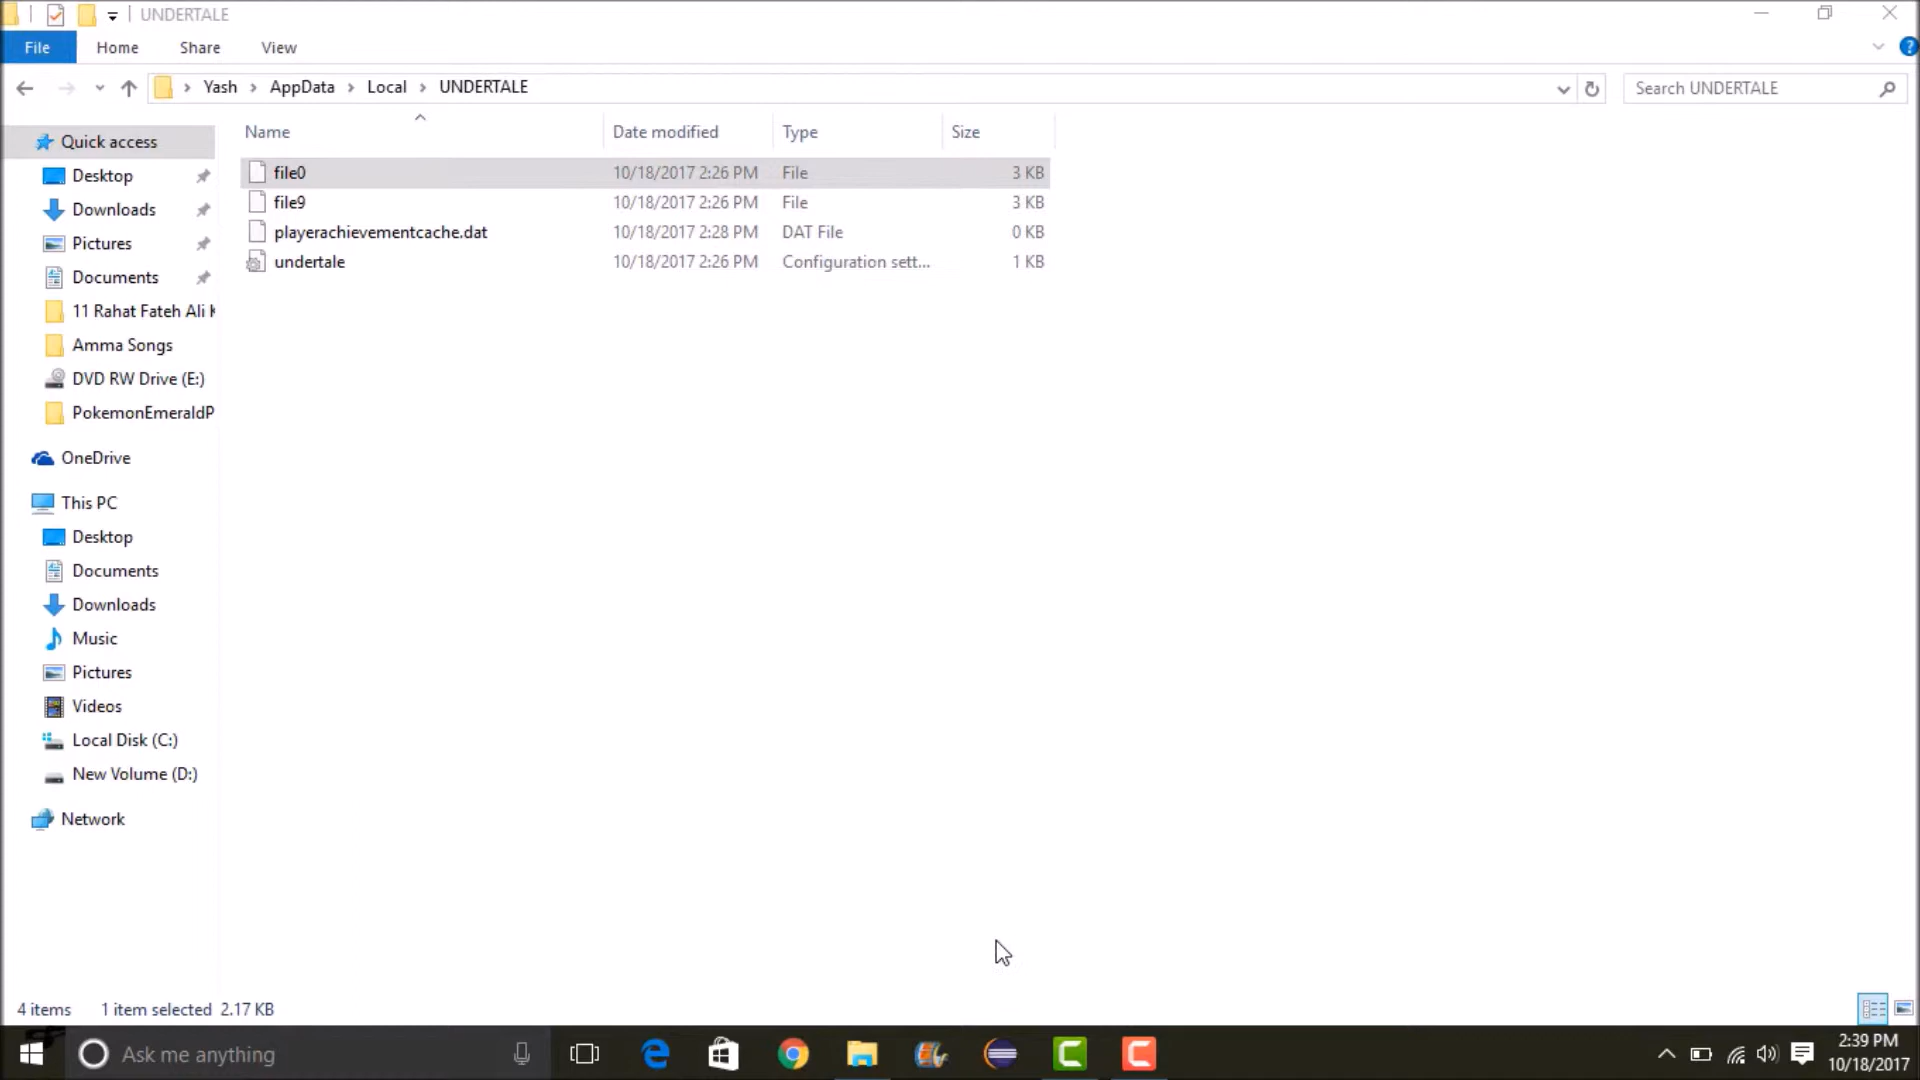 UNDERTALE
File Home Share View
Yash AppData Local UNDERTALE
Search UNDERTALE
Name Date modified Type Size
file0 10/18/2017 2:26 PM File 3 KB
file9 10/18/2017 2:26 PM File 3 KB
playerachievementcache.dat 10/18/2017 2:28 PM DAT File 0 KB
undertale 10/18/2017 2:26 PM Configuration sett... 1 KB
Quick access
Desktop
Downloads
Pictures
Documents
11 Rahat Fateh Ali K
Amma Songs
DVD RW Drive (E:)
PokemonEmeraldP
OneDrive
This PC
Desktop
Documents
Downloads
Music
Pictures
Videos
Local Disk (C:)
New Volume (D:)
Network
4 items 1 item selected 2.17 KB
Ask me anything
2:39 PM
10/18/2017